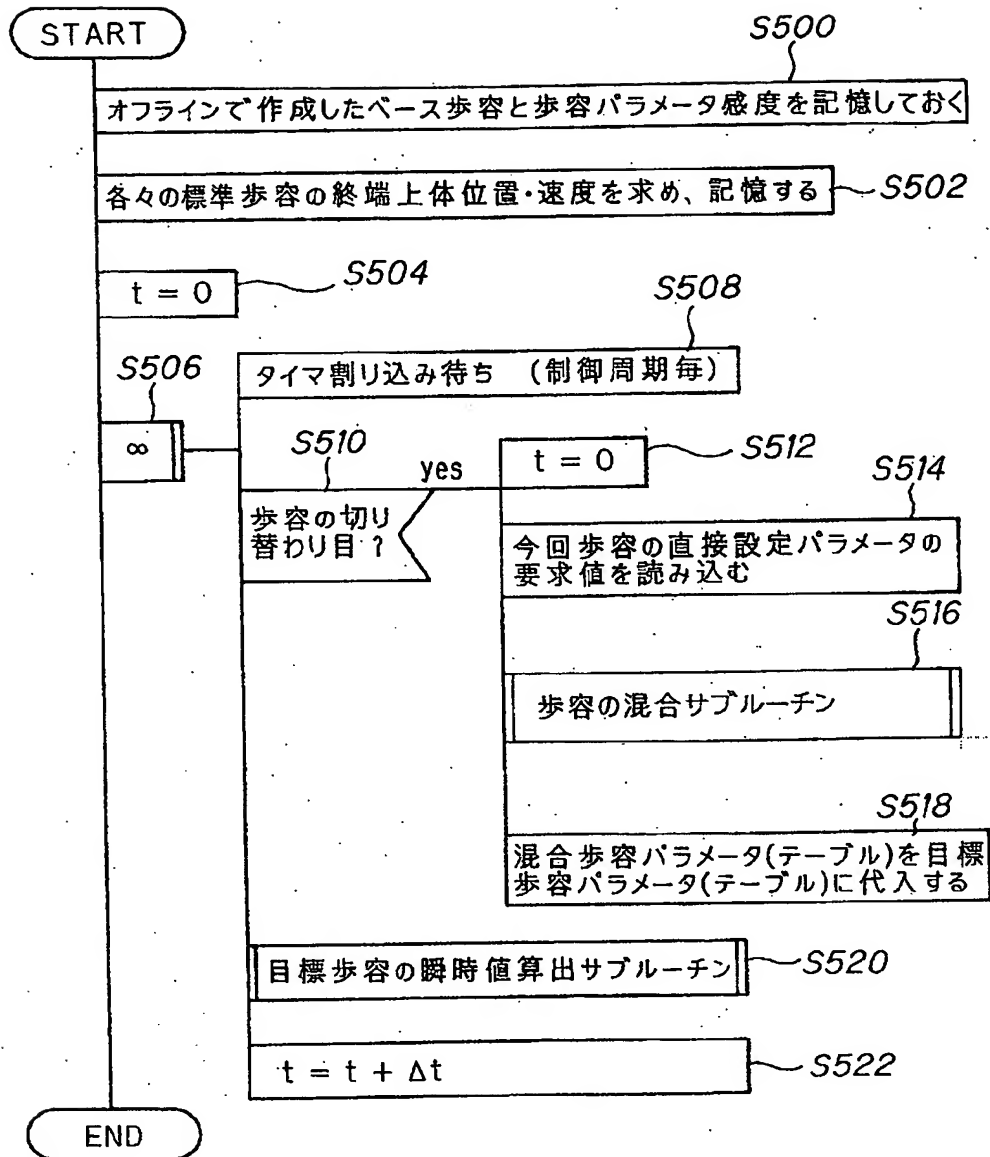 START
S500
オフラインで作成したベース歩容と歩容パラメータ感度を記憶しておく
各々の標準歩容の終端上体位置・速度を求め、記憶する
S502
t = 0
S504
S506
∞
S508
タイマ割り込み待ち (制御周期毎)
S510
歩容の切り
替わり目?
yes
t = 0
S512
S514
今回歩容の直接設定パラメータの
要求値を読み込む
S516
歩容の混合サブルーチン
S518
混合歩容パラメータ(テーブル)を目標
歩容パラメータ(テーブル)に代入する
目標歩容の瞬時値算出サブルーチン
S520
t = t + Δt
S522
END